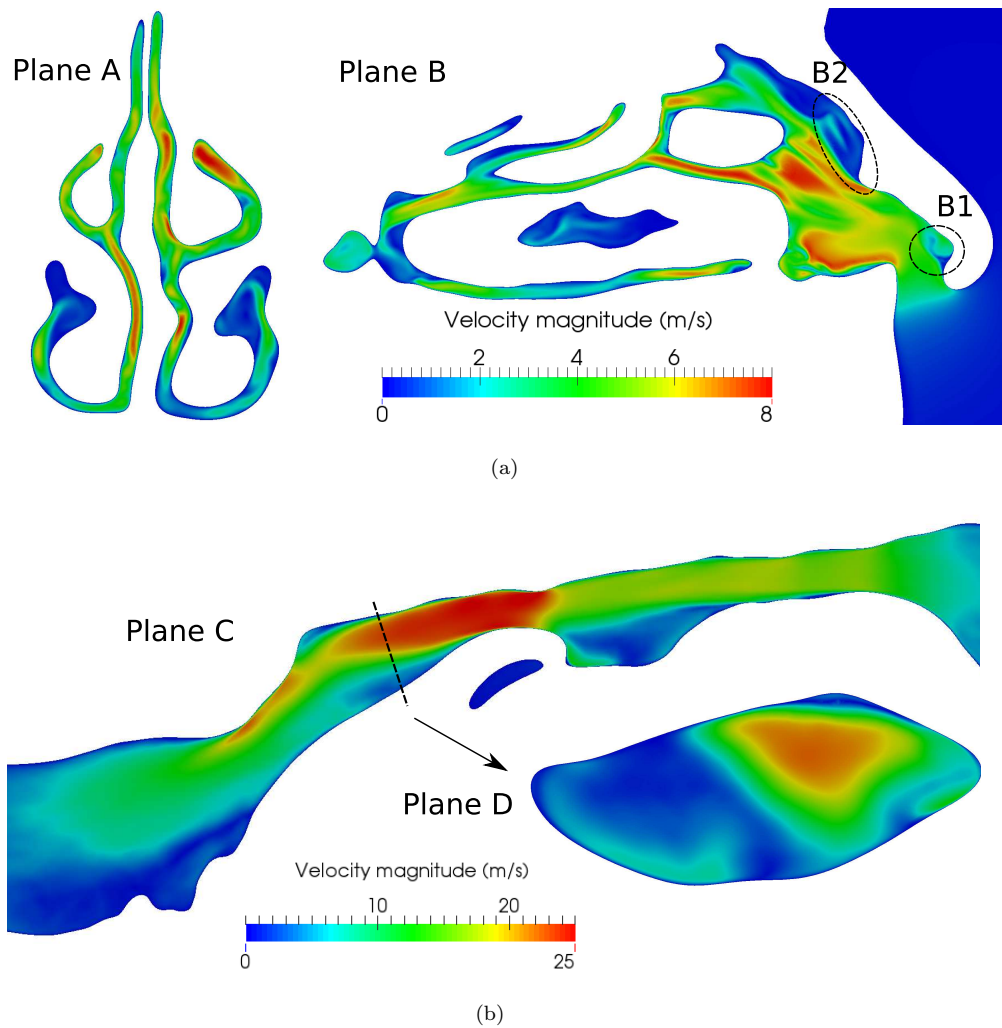 Plane A
Plane B
B2
B1
Velocity magnitude (m/s)
2 4 6
0 8
(a)
Plane C
Plane D
Velocity magnitude (m/s)
10 20
0 25
(b)